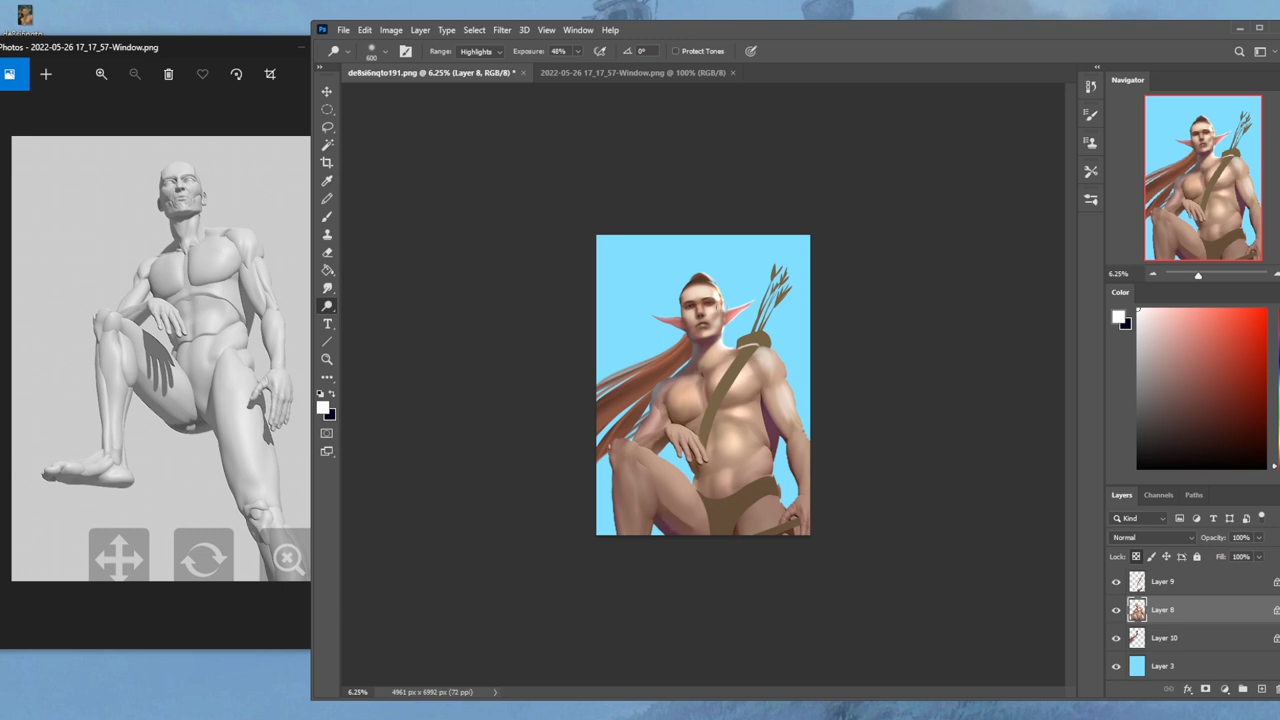 de8si6nqto
Photos - 2022-05-26 17_17_57-Window.png
Ps File Edit Image Layer Type Select Filter 3D View Window Help
600 Range: Highlights Exposure: 48% 0° Protect Tones
de8si6nqto191.png @ 6.25% (Layer 8, RGB/8) * × 2022-05-26 17_17_57-Window.png @ 100% (RGB/8) ×
Navigator
6.25%
Color
Layers Channels Paths
Kind
Normal Opacity: 100%
Lock: Fill: 100%
Layer 9
Layer 8
Layer 10
Layer 3
6.25% 4961 px x 6992 px (72 ppi)